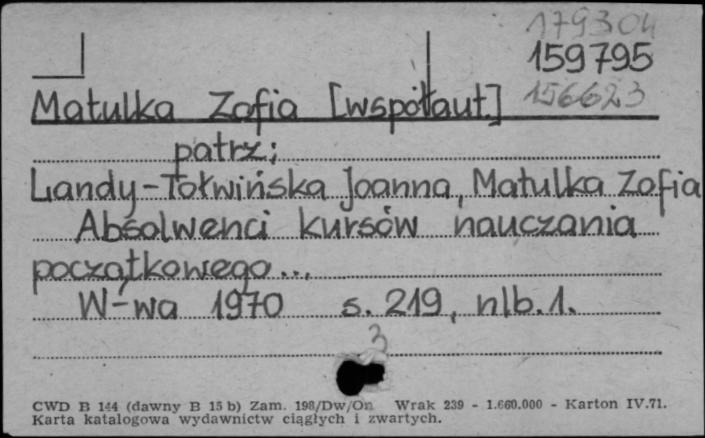 179304
159795
156623
Matulka Zofia [współaut.]
patrz;
Landy-Tołwińska Joanna, Matulka Zofia
Absolwenci kursów nauczania
początkowego...
W-wa 1970 s. 219, nlb. 1.
3
CWD B 144 (dawny B 15 b) Zam. 198/Dw/On Wrak 239 - 1.660.000 - Karton IV.71.
Karta katalogowa wydawnictw ciągłych i zwartych.